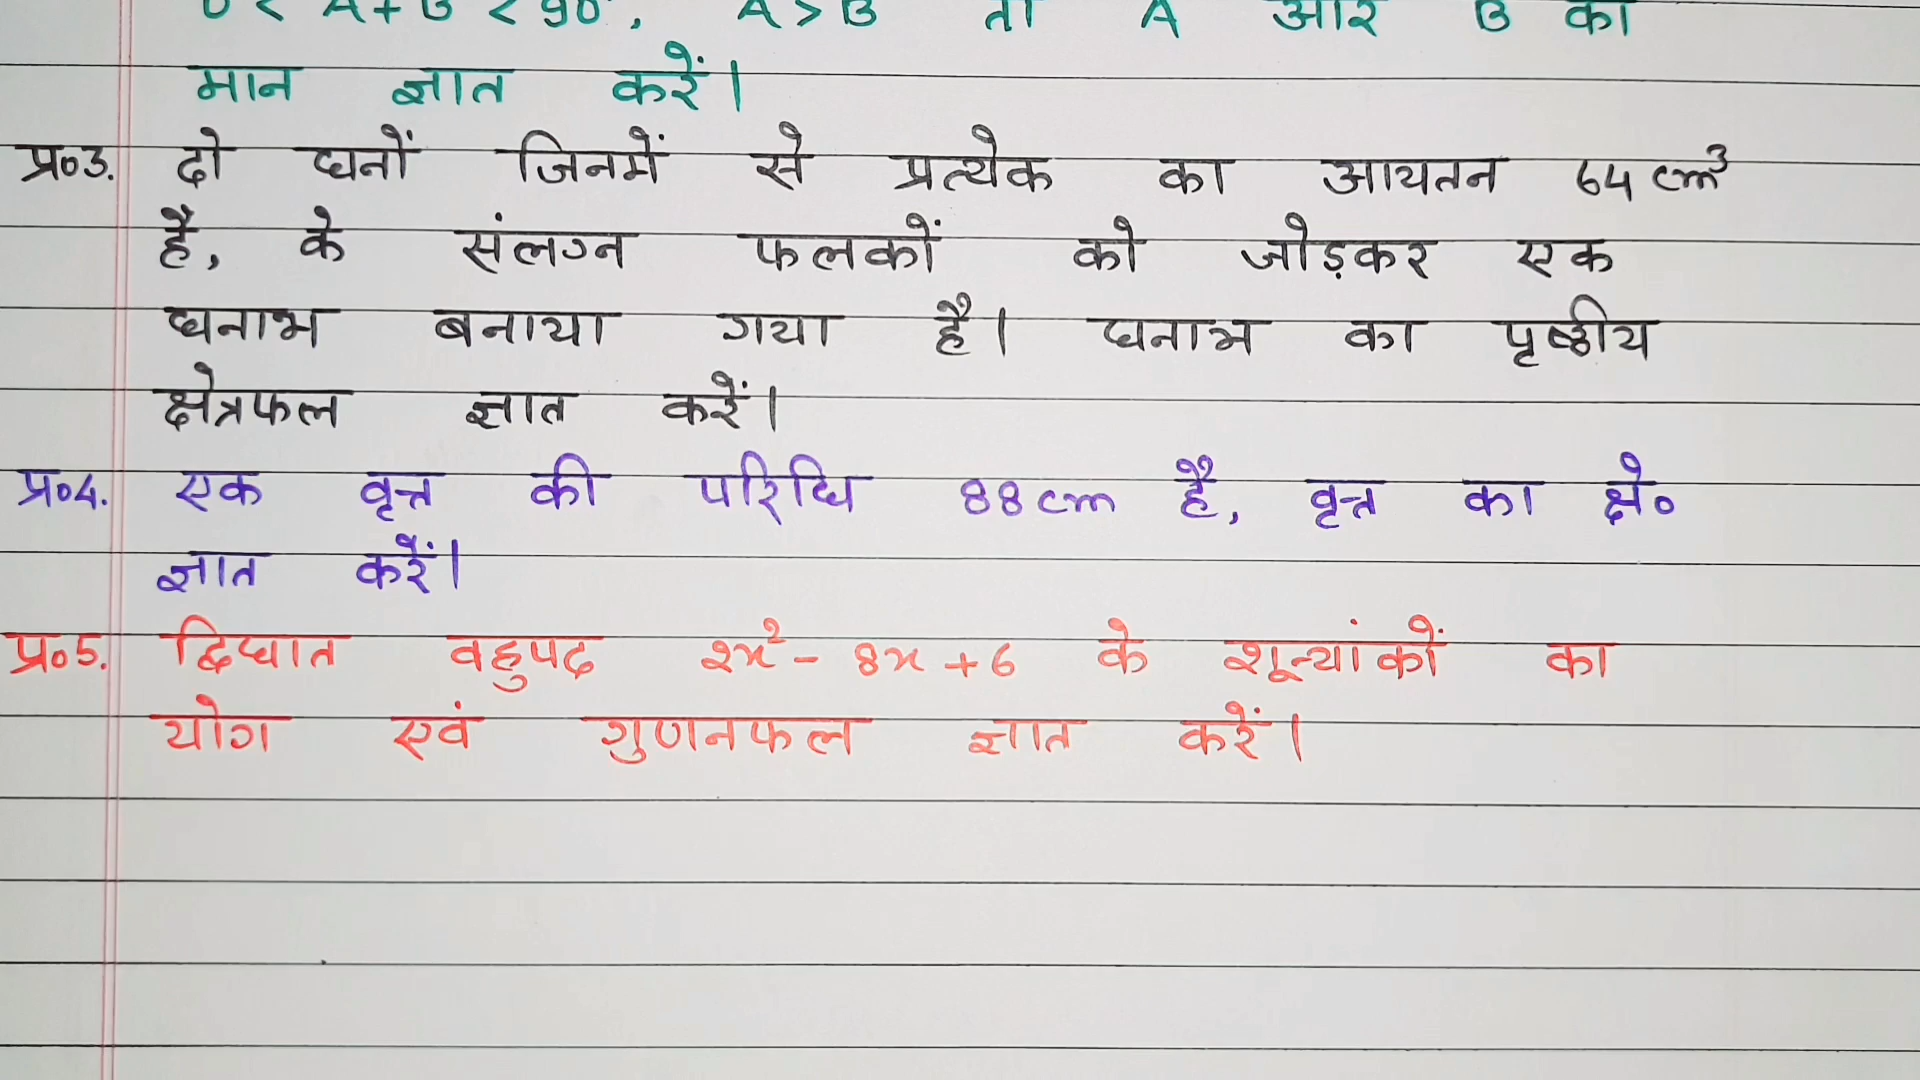 0 < A+B < 90°, A > B तो A और B का
मान ज्ञात करें।
प्र०3. दो घनों जिनमें से प्रत्येक का आयतन 64 cm³
है, के संलग्न फलकों को जोड़कर एक
घनाभ बनाया गया है। घनाभ का पृष्ठीय
क्षेत्रफल ज्ञात करें।
प्र०4. एक वृत्त की परिधि 88 cm है, वृत्त का क्षे०
ज्ञात करें।
प्र०5. द्विघात वहुपद 2x² - 8x + 6 के शून्यांकों का
योग एवं गुणनफल ज्ञात करें।